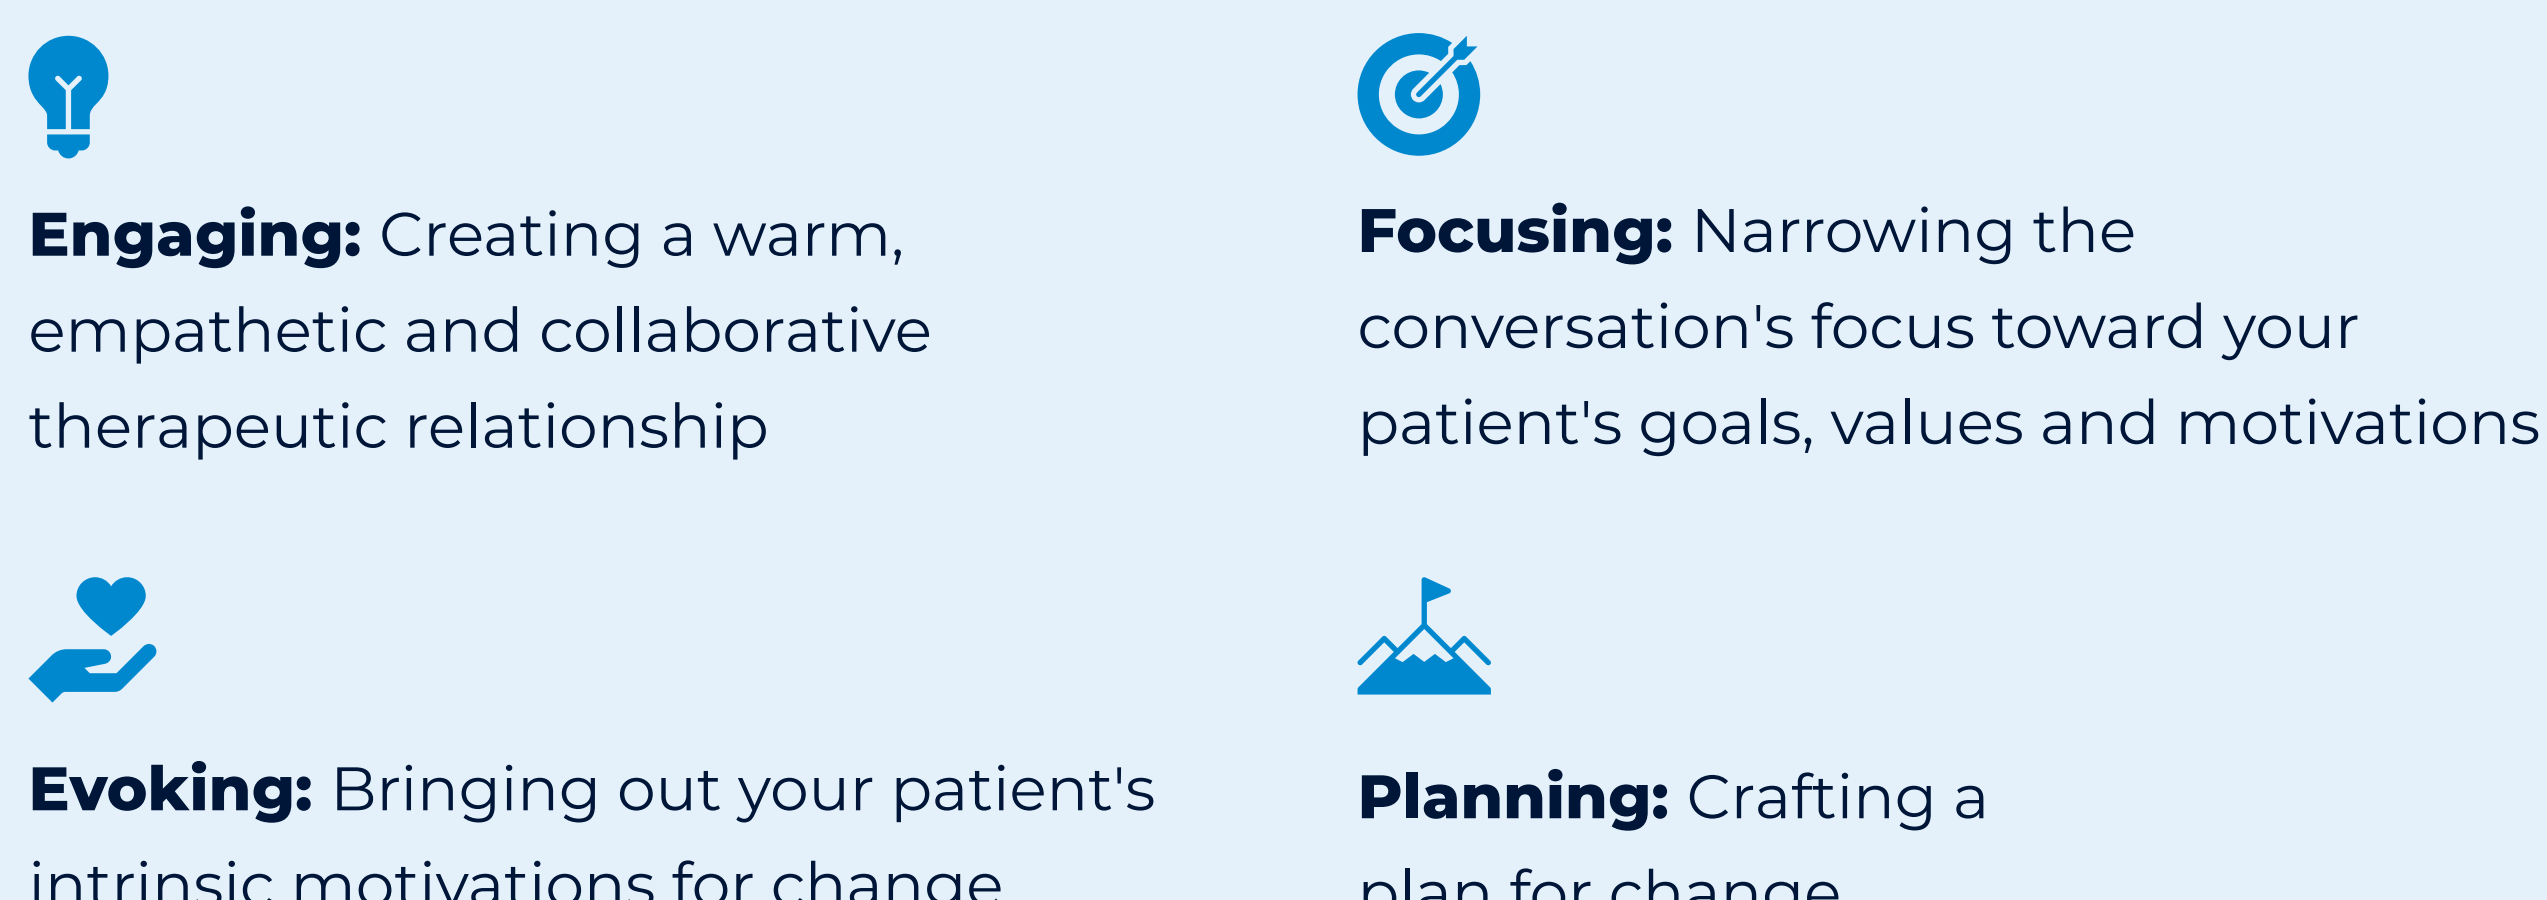 Engaging: Creating a warm,
empathetic and collaborative
therapeutic relationship
Focusing: Narrowing the
conversation's focus toward your
patient's goals, values and motivations
Evoking: Bringing out your patient's
intrinsic motivations for change
Planning: Crafting a
plan for change